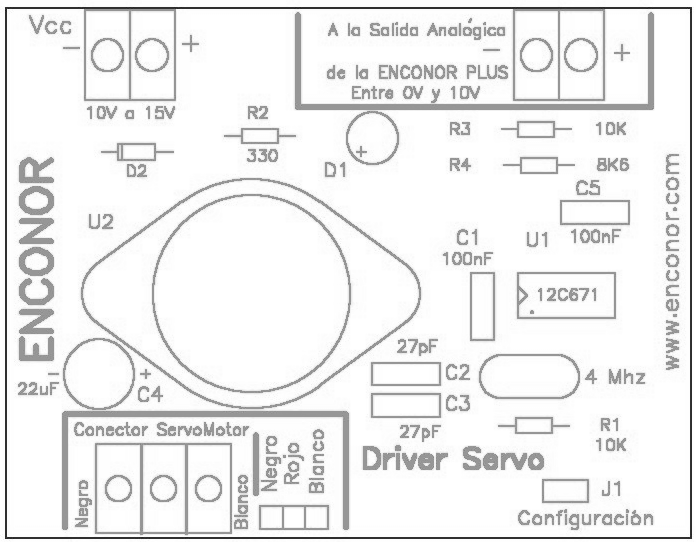 Vcc
A la Salida Analógica
- +
- +
de la ENCONOR PLUS
Entre 0V y 10V
10V a 15V
R2
330
D2
D1
+
R3 10K
R4 8K6
C5
100nF
ENCONOR
www.enconor.com
U2
C1
100nF
U1
12C671
27pF
C2
4 Mhz
C3
27pF
- +
22uF
C4
R1
10K
Conector ServoMotor
Negro
Blanco
Negro
Rojo
Blanco
Driver Servo
J1
Configuración